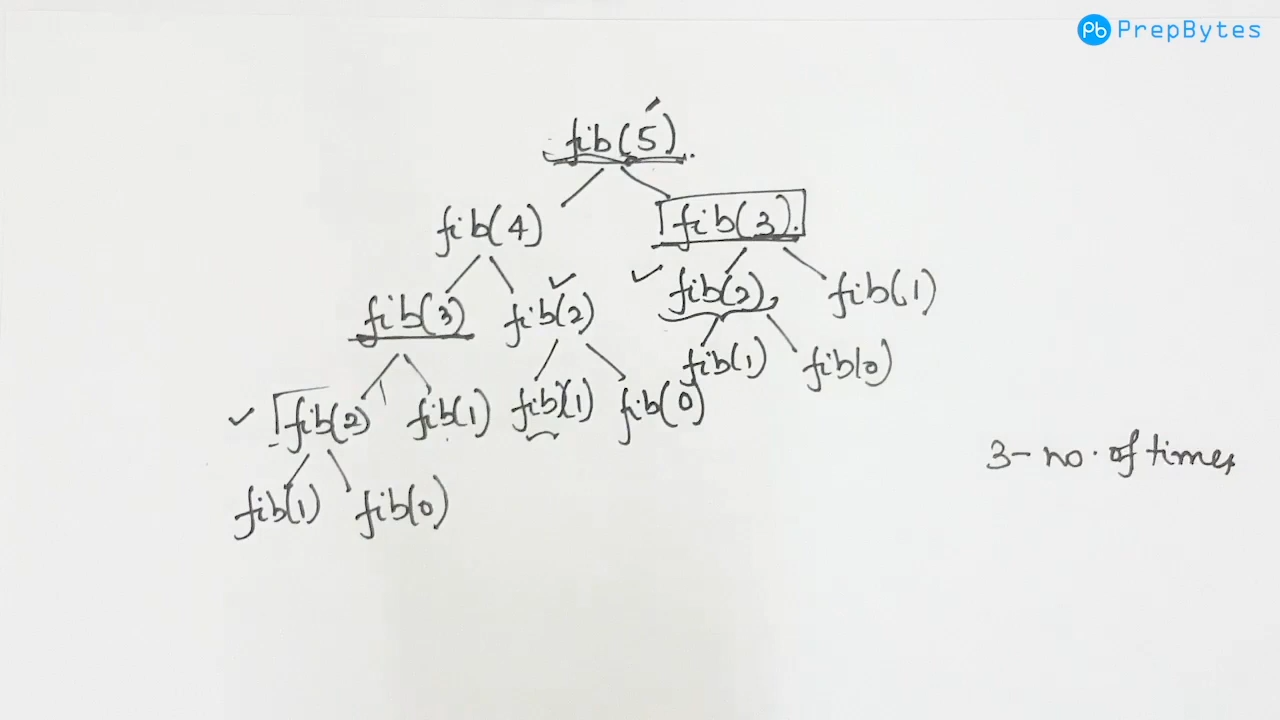 Pb PrepBytes
fib(5)
fib(4) fib(3)
fib(3) fib(2) fib(2) fib(1)
fib(1) fib(0)
fib(2) fib(1) fib(1) fib(0)
3- no. of times
fib(1) fib(0)